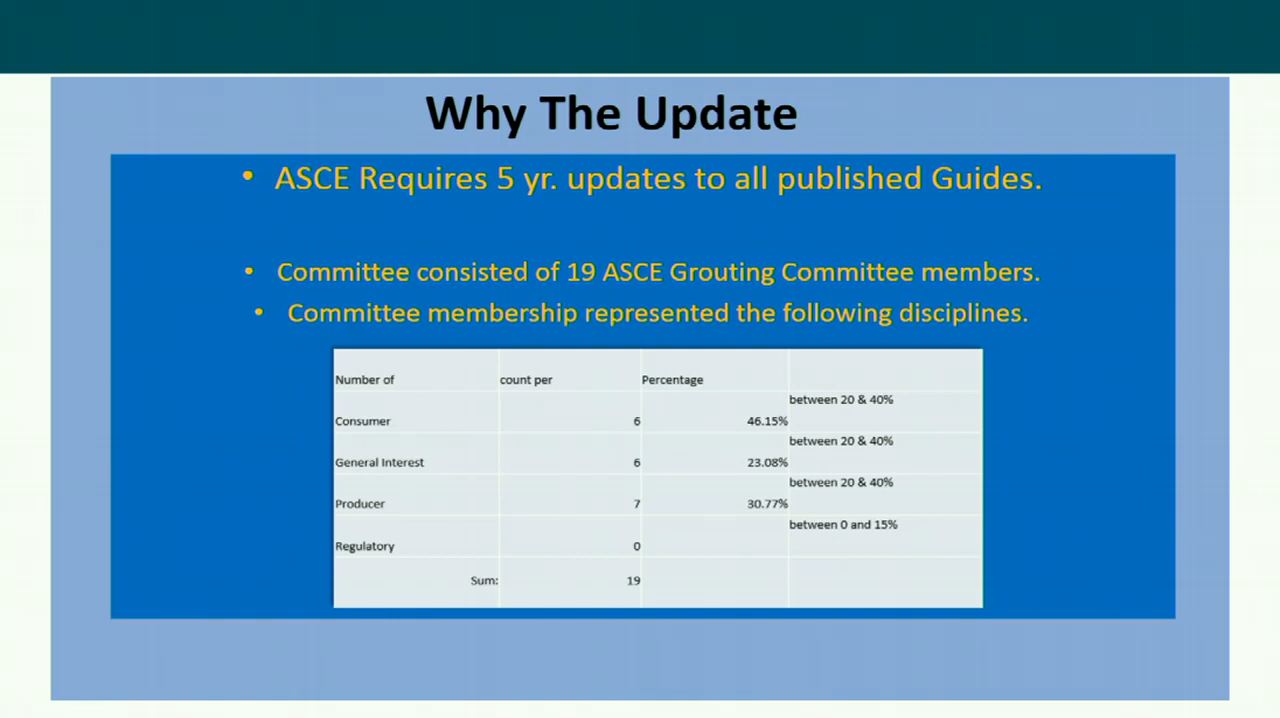 Why The Update
• ASCE Requires 5 yr. updates to all published Guides.
• Committee consisted of 19 ASCE Grouting Committee members.
• Committee membership represented the following disciplines.
Number of count per Percentage
between 20 & 40%
Consumer 6 46.15%
between 20 & 40%
General Interest 6 23.08%
between 20 & 40%
Producer 7 30.77%
between 0 and 15%
Regulatory 0
Sum: 19